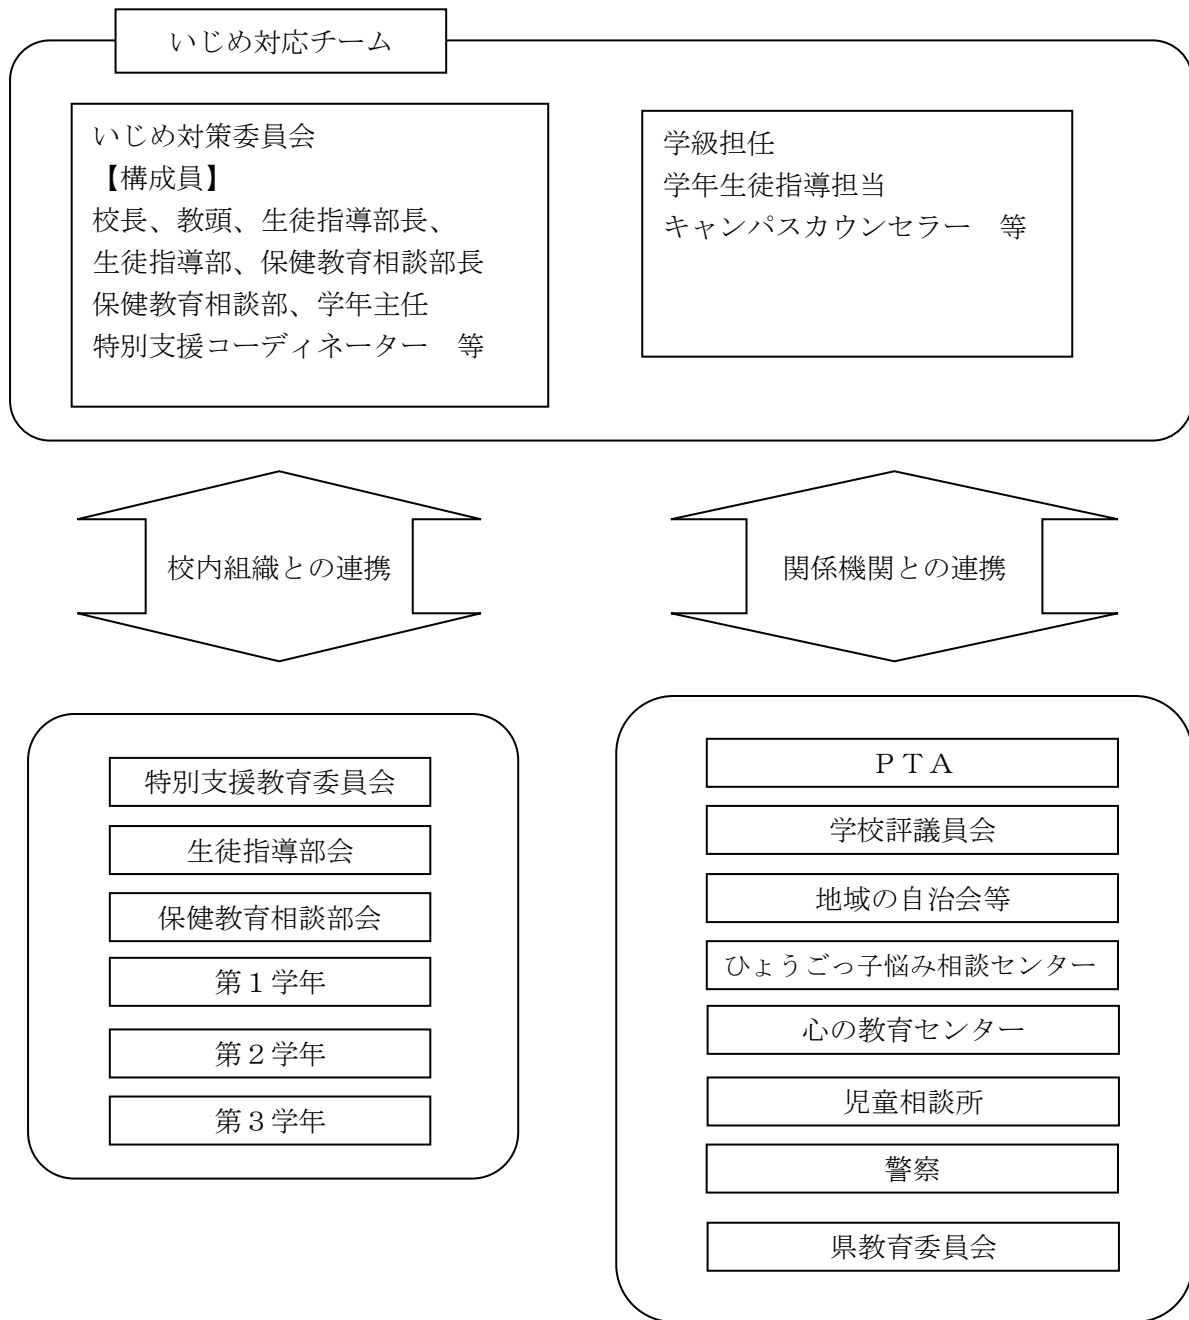 いじめ対応チーム
いじめ対策委員会
【構成員】
校長、教頭、生徒指導部長、
生徒指導部、保健教育相談部長
保健教育相談部、学年主任
特別支援コーディネーター　等
学級担任
学年生徒指導担当
キャンパスカウンセラー　等
校内組織との連携
関係機関との連携
特別支援教育委員会
生徒指導部会
保健教育相談部会
第１学年
第２学年
第３学年
ＰＴＡ
学校評議員会
地域の自治会等
ひょうごっ子悩み相談センター
心の教育センター
児童相談所
警察
県教育委員会